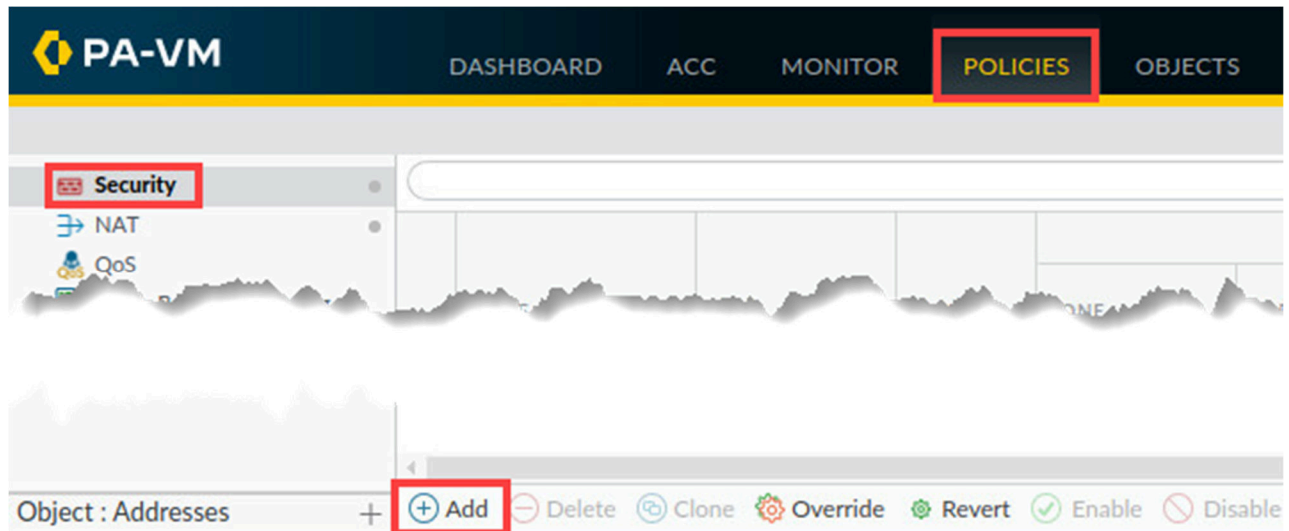 PA-VM
DASHBOARD ACC MONITOR POLICIES OBJECTS
Security
NAT
QoS
Object : Addresses + Add Delete Clone Override Revert Enable Disable